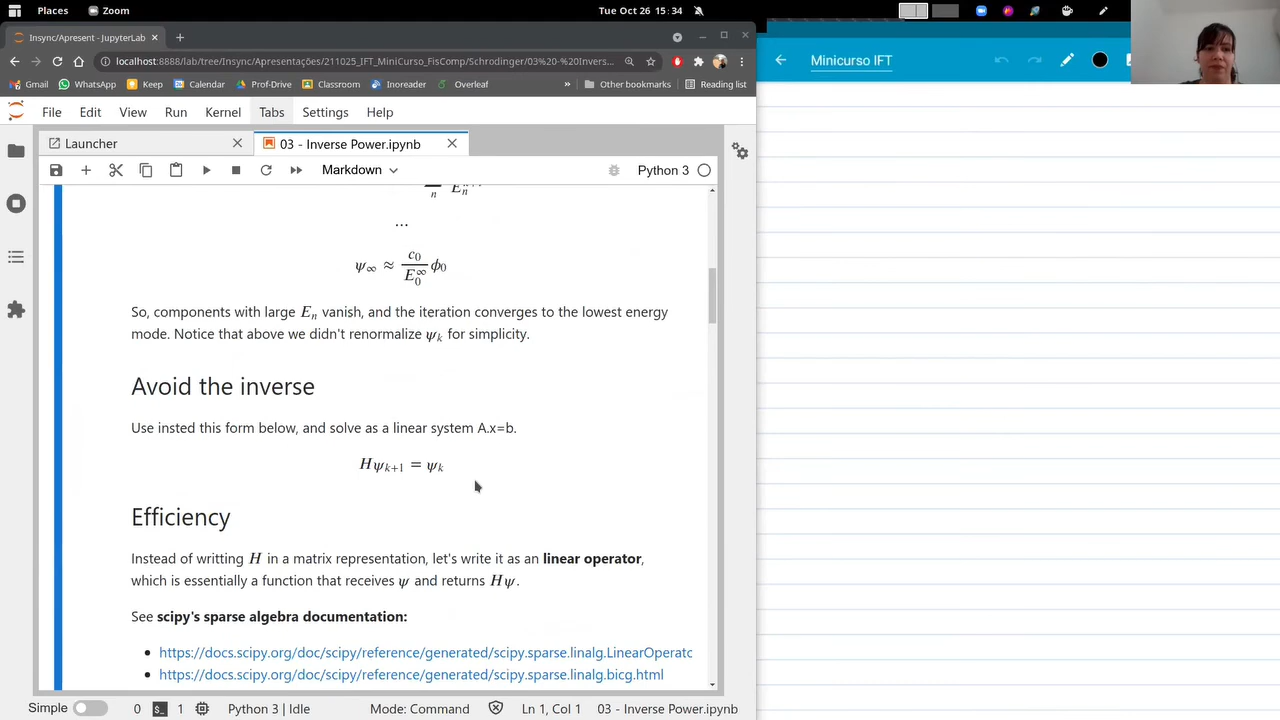 Places
Zoom
Tue Oct 26 15:34
Insync/Apresent - JupyterLab
localhost:8888/lab/tree/Insync/Apresentações/211025_IFT_MiniCurso_FisComp/Schrodinger/03%20-%20Invers...
Gmail WhatsApp Keep Calendar Prof-Drive Classroom Inoreader Overleaf » Other bookmarks Reading list
Minicurso IFT
File Edit View Run Kernel Tabs Settings Help
Launcher
03 - Inverse Power.ipynb
Markdown
Python 3
n
...
ψ∞ ≈ c0/E0^∞ ϕ0
So, components with large En vanish, and the iteration converges to the lowest energy
mode. Notice that above we didn't renormalize ψk for simplicity.
Avoid the inverse
Use insted this form below, and solve as a linear system A.x=b.
Hψk+1 = ψk
Efficiency
Instead of writting H in a matrix representation, let's write it as an linear operator,
which is essentially a function that receives ψ and returns Hψ.
See scipy's sparse algebra documentation:
• https://docs.scipy.org/doc/scipy/reference/generated/scipy.sparse.linalg.LinearOperatc
• https://docs.scipy.org/doc/scipy/reference/generated/scipy.sparse.linalg.bicg.html
Simple 0 1 Python 3 | Idle Mode: Command Ln 1, Col 1 03 - Inverse Power.ipynb